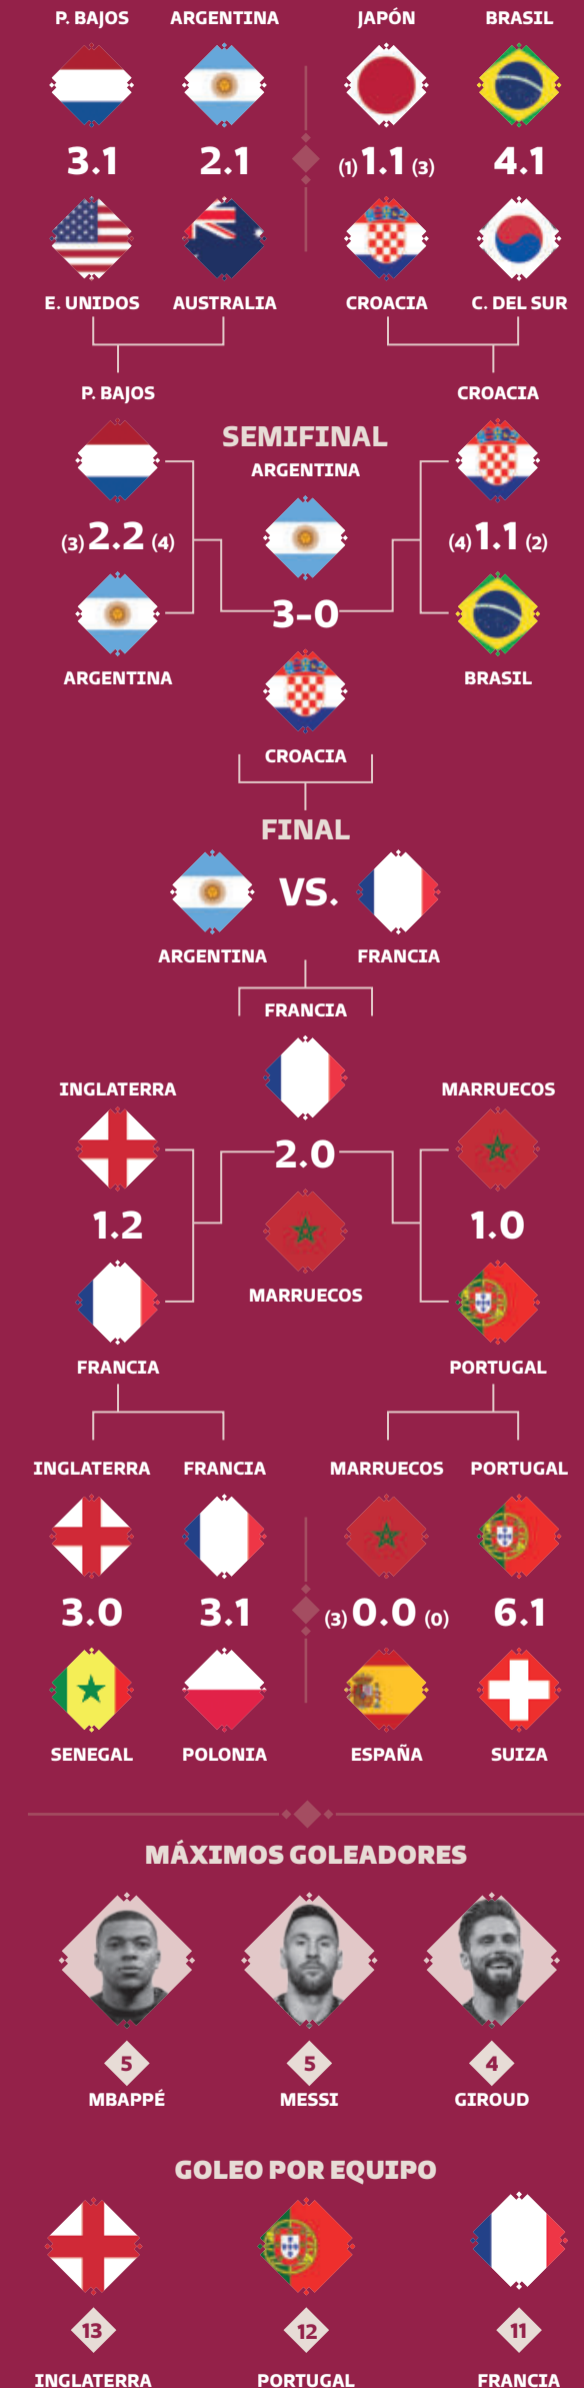 P. BAJOS ARGENTINA JAPÓN BRASIL
3.1 2.1 (1) 1.1 (3) 4.1
E. UNIDOS AUSTRALIA CROACIA C. DEL SUR
P. BAJOS CROACIA
SEMIFINAL
ARGENTINA
(3) 2.2 (4) (4) 1.1 (2)
3-0
ARGENTINA BRASIL
CROACIA
FINAL
VS.
ARGENTINA FRANCIA
FRANCIA
INGLATERRA MARRUECOS
2.0
1.2 1.0
MARRUECOS
FRANCIA PORTUGAL
INGLATERRA FRANCIA MARRUECOS PORTUGAL
3.0 3.1 (3) 0.0 (0) 6.1
SENEGAL POLONIA ESPAÑA SUIZA
MÁXIMOS GOLEADORES
5 5 4
MBAPPÉ MESSI GIROUD
GOLEO POR EQUIPO
13 12 11
INGLATERRA PORTUGAL FRANCIA